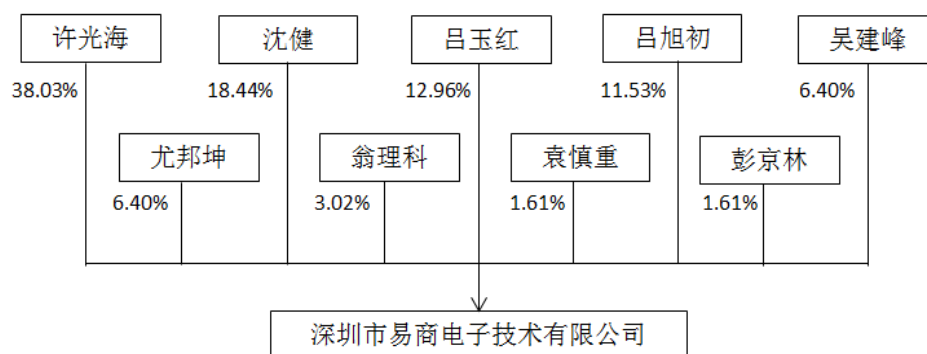 许光海 沈健 吕玉红 吕旭初 吴建峰
38.03% 18.44% 12.96% 11.53% 6.40%
尤邦坤 翁理科 袁慎重 彭京林
6.40% 3.02% 1.61% 1.61%
深圳市易商电子技术有限公司